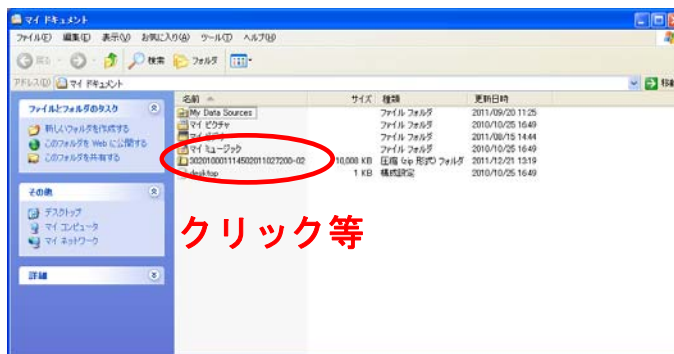 マイ ドキュメント
ファイル(F) 編集(E) 表示(V) お気に入り(A) ツール(T) ヘルプ(H)
戻る 検索 フォルダ
アドレス(D) マイ ドキュメント 移動
ファイルとフォルダのタスク
新しいフォルダを作成する
このフォルダを Web に公開する
このフォルダを共有する
その他
デスクトップ
マイ コンピュータ
マイ ネットワーク
詳細
名前 サイズ 種類 更新日時
My Data Sources ファイル フォルダ 2011/09/20 11:25
マイ ピクチャ ファイル フォルダ 2010/10/25 16:49
ファイル フォルダ 2011/08/15 14:44
マイ ミュージック ファイル フォルダ 2010/10/25 16:49
10,008 KB 圧縮 (zip 形式) フォルダ 2011/12/21 13:19
desktop 1 KB 構成設定 2010/10/25 16:49
クリック等